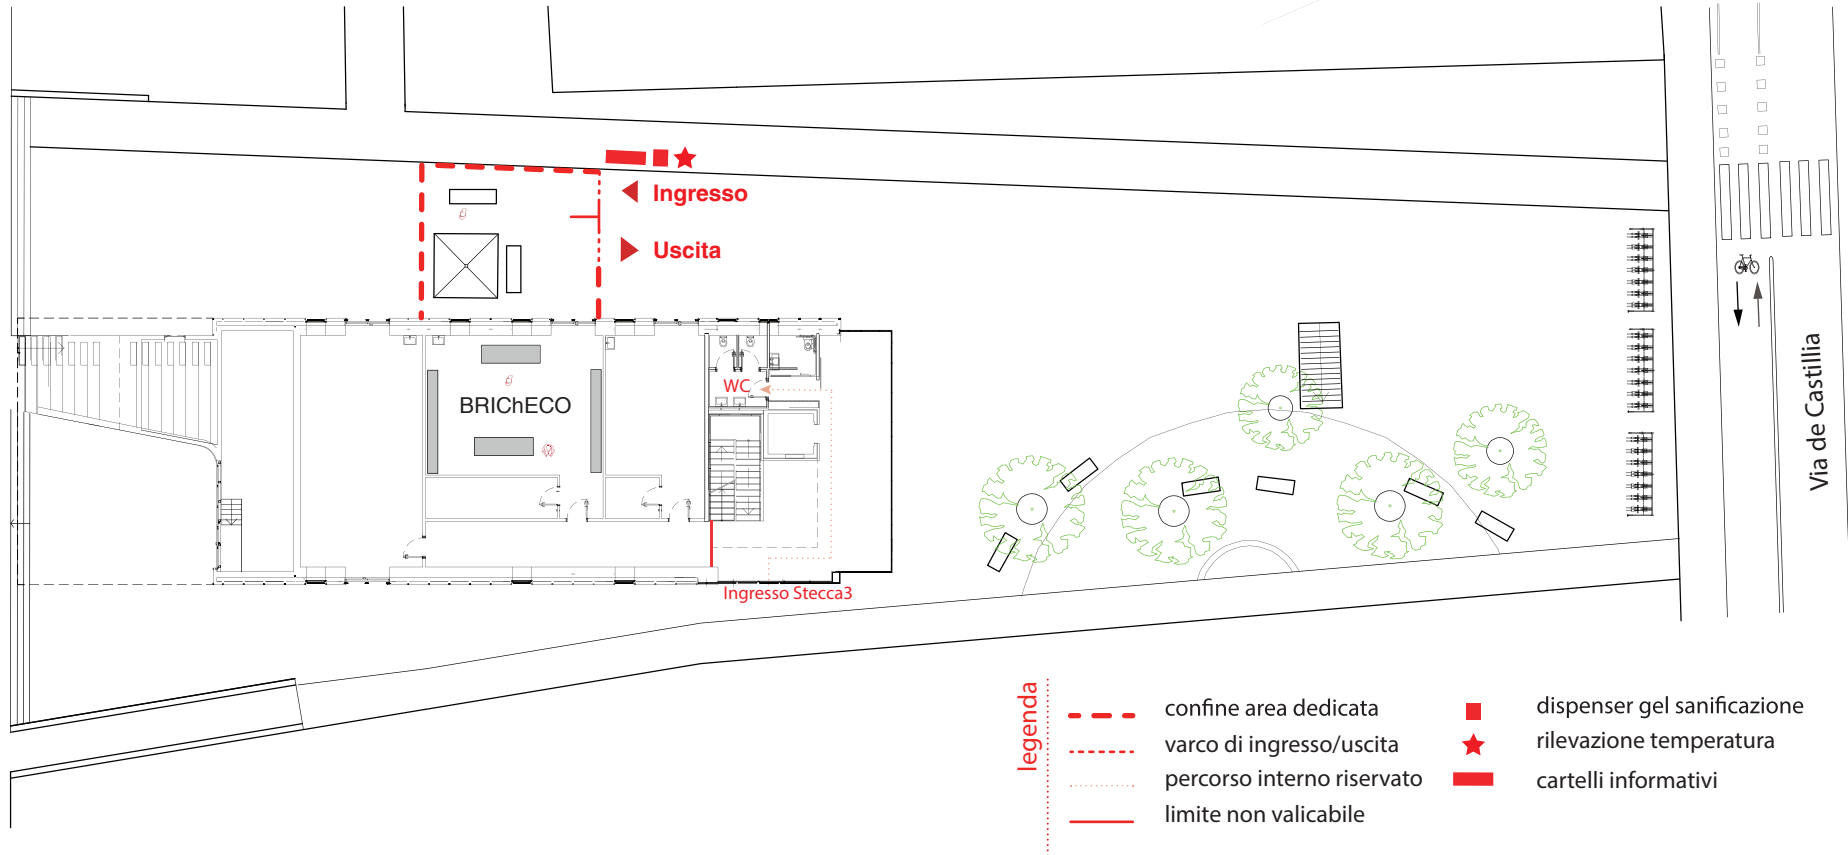 Ingresso
Uscita
WC
BRIChECO
Ingresso Stecca3
Via de Castillia
legenda
confine area dedicata
varco di ingresso/uscita
percorso interno riservato
limite non valicabile
dispenser gel sanificazione
rilevazione temperatura
cartelli informativi